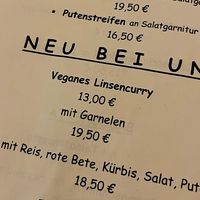 19,50 €
- Putenstreifen an Salatgarnitur
16,50 €
NEU BEI UN
Veganes Linsencurry
13,00 €
mit Garnelen
19,50 €
mit Reis, rote Bete, Kürbis, Salat, Put
18,50 €